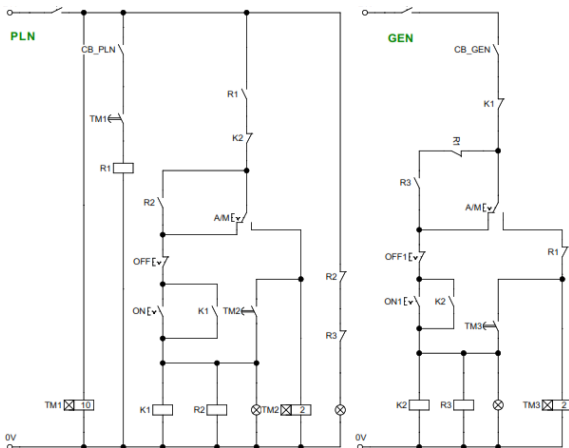 PLN
GEN
CB_PLN
CB_GEN
R1
K1
TM1
K2
R1
R1
R3
R2
A/M
A/M
OFF
OFF1
R1
R2
ON
K1
TM2
ON1
K2
TM3
R3
TM1 10
K1
R2
TM2 2
K2
R3
TM3 2
0V
0V